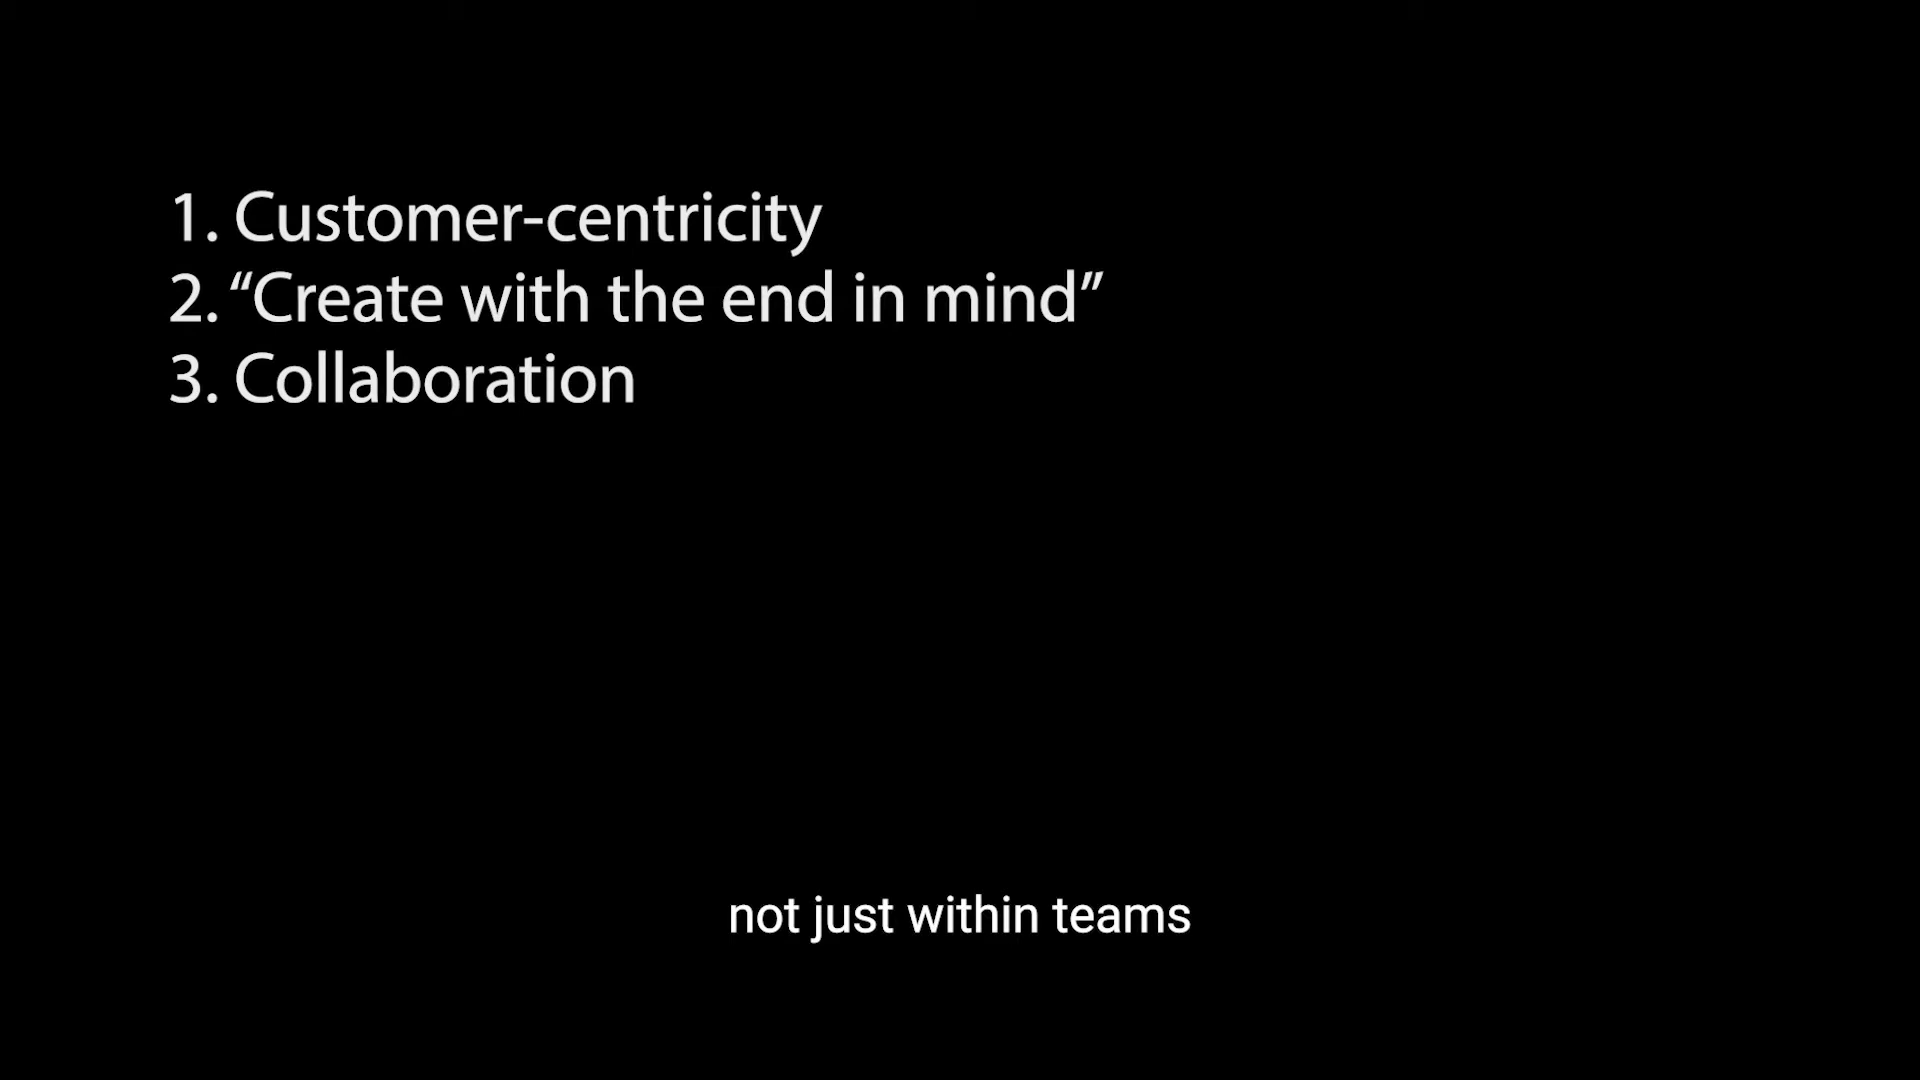 1. Customer-centricity
2. “Create with the end in mind”
3. Collaboration
not just within teams